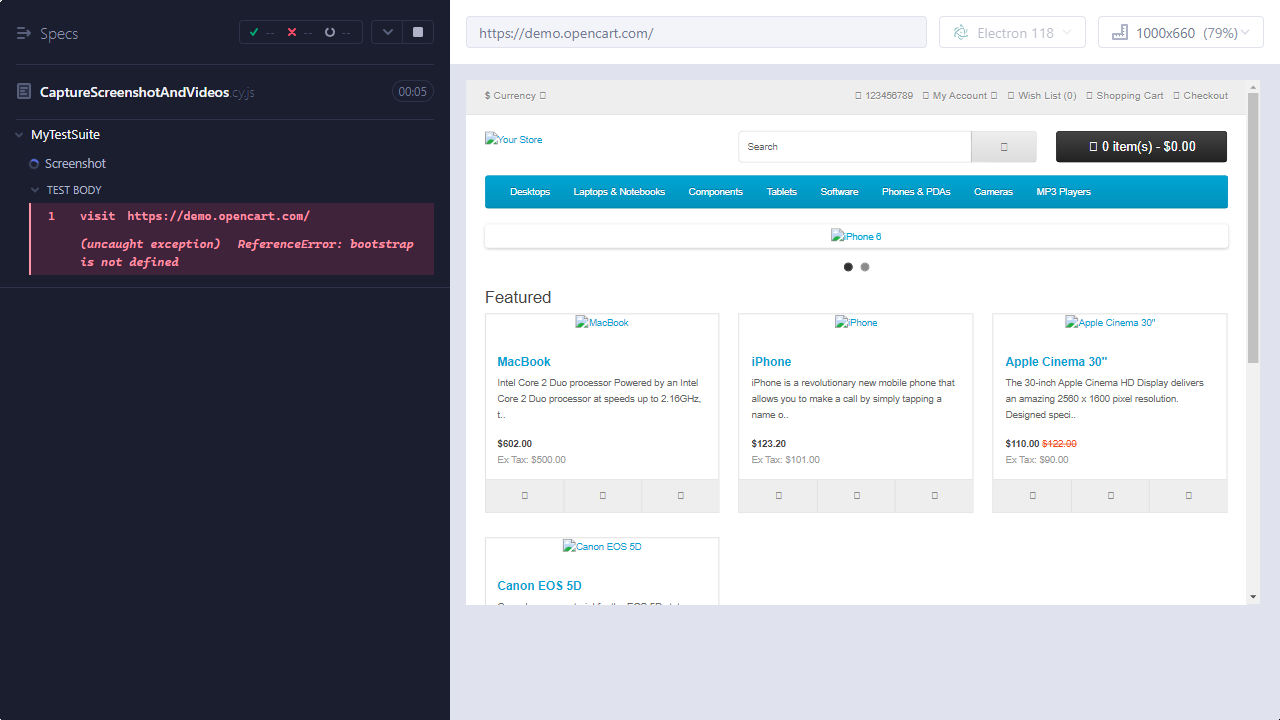 Specs
-- -- --
CaptureScreenshotAndVideos.cy.js 00:05
MyTestSuite
Screenshot
TEST BODY
1 visit https://demo.opencart.com/
(uncaught exception) ReferenceError: bootstrap
is not defined
https://demo.opencart.com/
Electron 118
1000x660 (79%)
$ Currency
123456789 My Account Wish List (0) Shopping Cart Checkout
Your Store
Search
0 item(s) - $0.00
Desktops Laptops & Notebooks Components Tablets Software Phones & PDAs Cameras MP3 Players
iPhone 6
Featured
MacBook
MacBook
Intel Core 2 Duo processor Powered by an Intel
Core 2 Duo processor at speeds up to 2.16GHz,
t..
$602.00
Ex Tax: $500.00
iPhone
iPhone
iPhone is a revolutionary new mobile phone that
allows you to make a call by simply tapping a
name o..
$123.20
Ex Tax: $101.00
Apple Cinema 30"
Apple Cinema 30"
The 30-inch Apple Cinema HD Display delivers
an amazing 2560 x 1600 pixel resolution.
Designed speci..
$110.00 $122.00
Ex Tax: $90.00
Canon EOS 5D
Canon EOS 5D